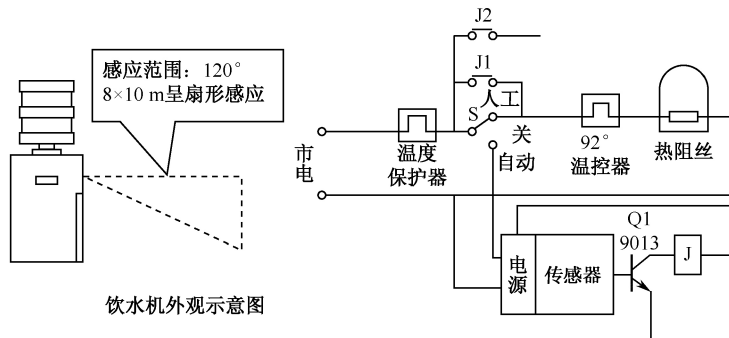 感应范围：120°
8×10 m呈扇形感应
饮水机外观示意图
J2
J1
人工
S
关
自动
市电
温度
保护器
92°
温控器
热阻丝
电源
传感器
Q1
9013
J